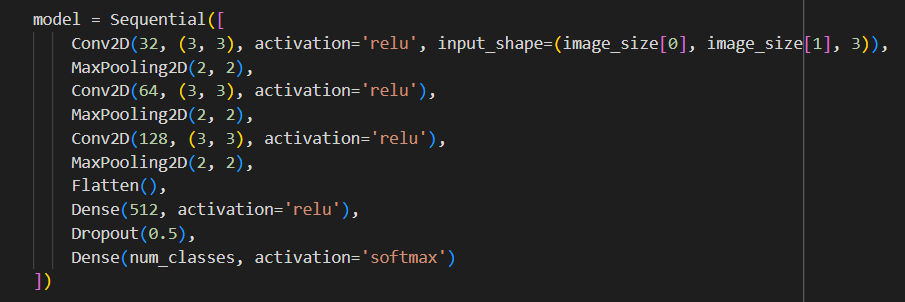 model = Sequential([
    Conv2D(32, (3, 3), activation='relu', input_shape=(image_size[0], image_size[1], 3)),
    MaxPooling2D(2, 2),
    Conv2D(64, (3, 3), activation='relu'),
    MaxPooling2D(2, 2),
    Conv2D(128, (3, 3), activation='relu'),
    MaxPooling2D(2, 2),
    Flatten(),
    Dense(512, activation='relu'),
    Dropout(0.5),
    Dense(num_classes, activation='softmax')
])